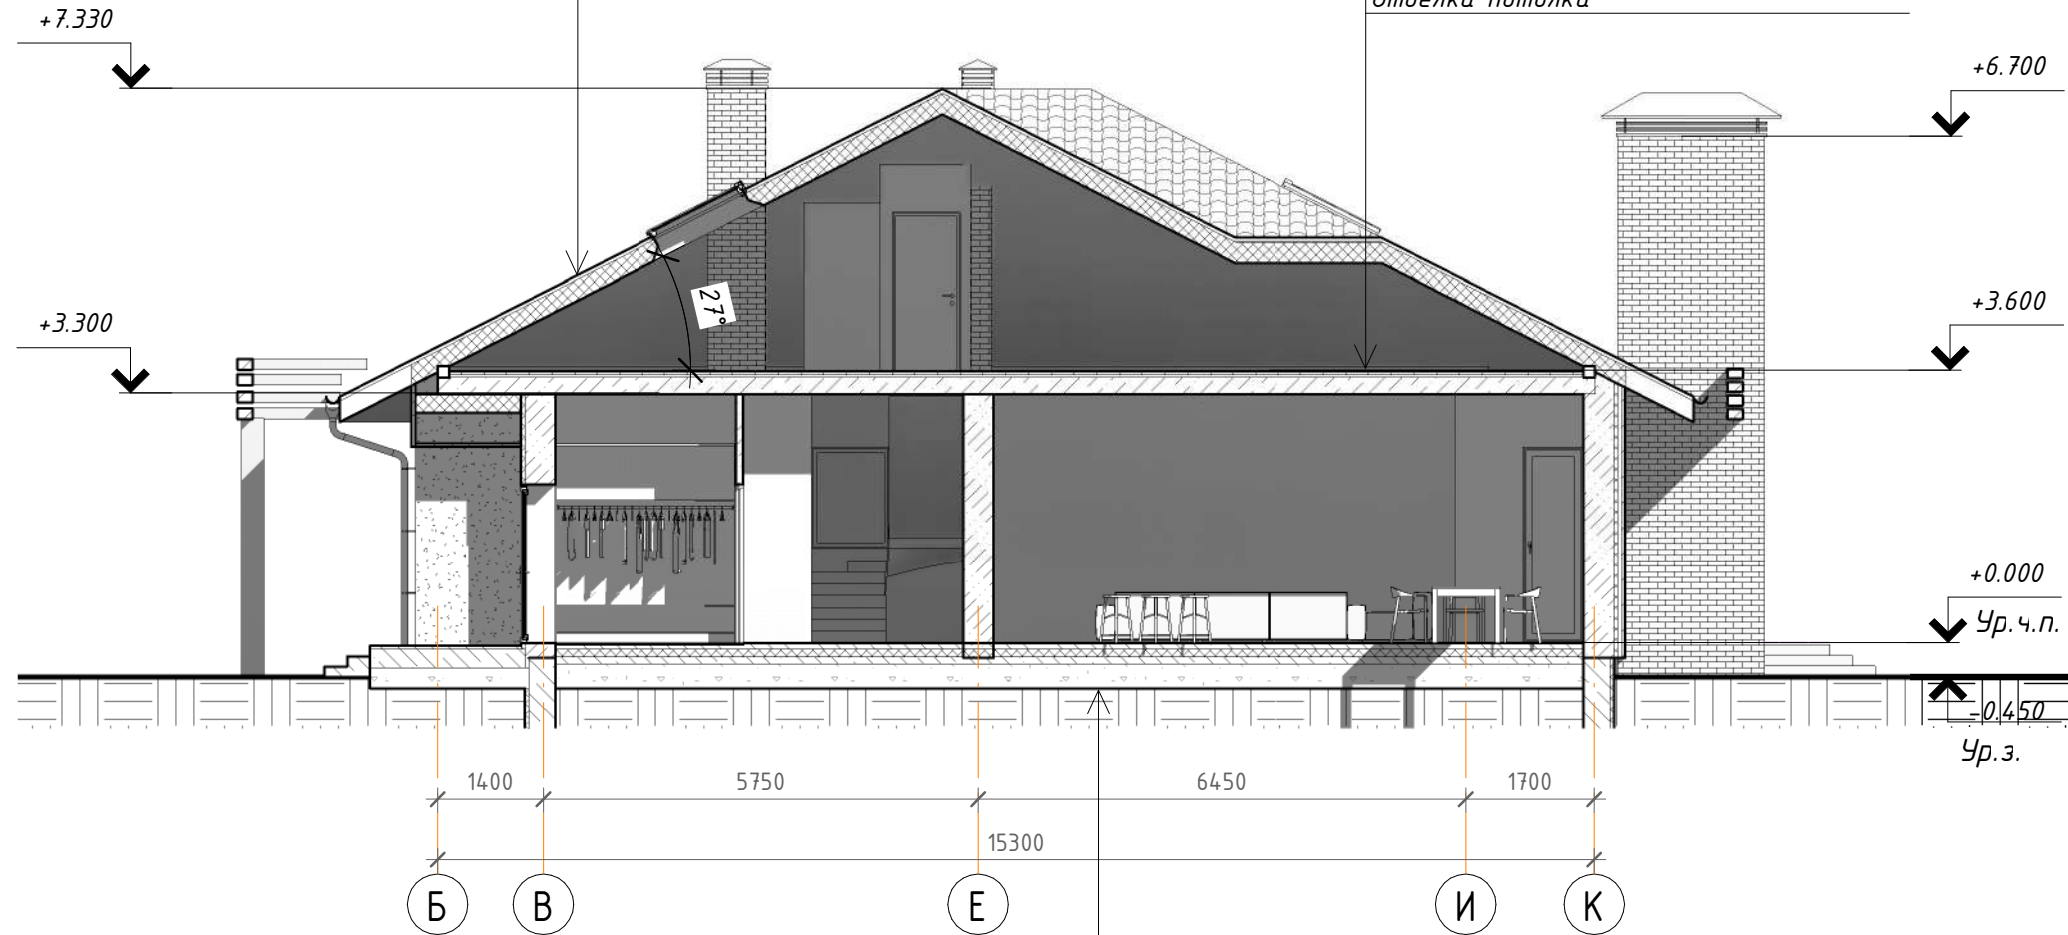 +7.330
Отделка потолка
+6.700
+3.300
27°
+3.600
+0.000
Ур.ч.п.
-0.450
Ур.з.
1400
5750
6450
1700
15300
Б
В
Е
И
К